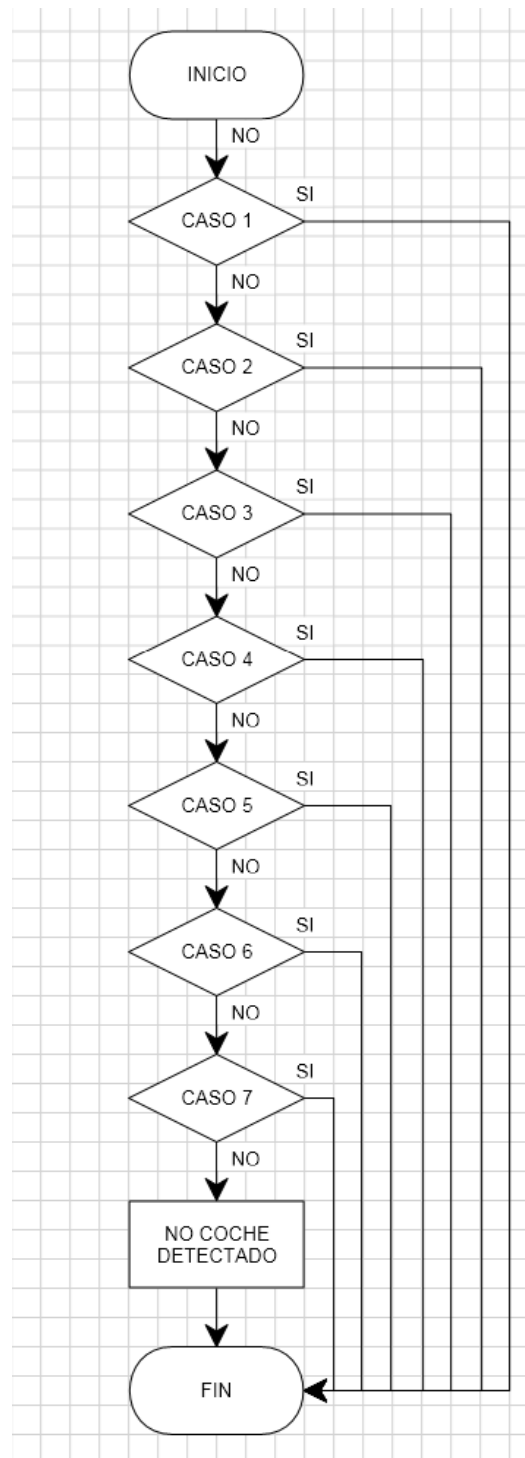 INICIO
NO
SI
CASO 1
NO
SI
CASO 2
NO
SI
CASO 3
NO
SI
CASO 4
NO
SI
CASO 5
NO
SI
CASO 6
NO
SI
CASO 7
NO
NO COCHE
DETECTADO
FIN